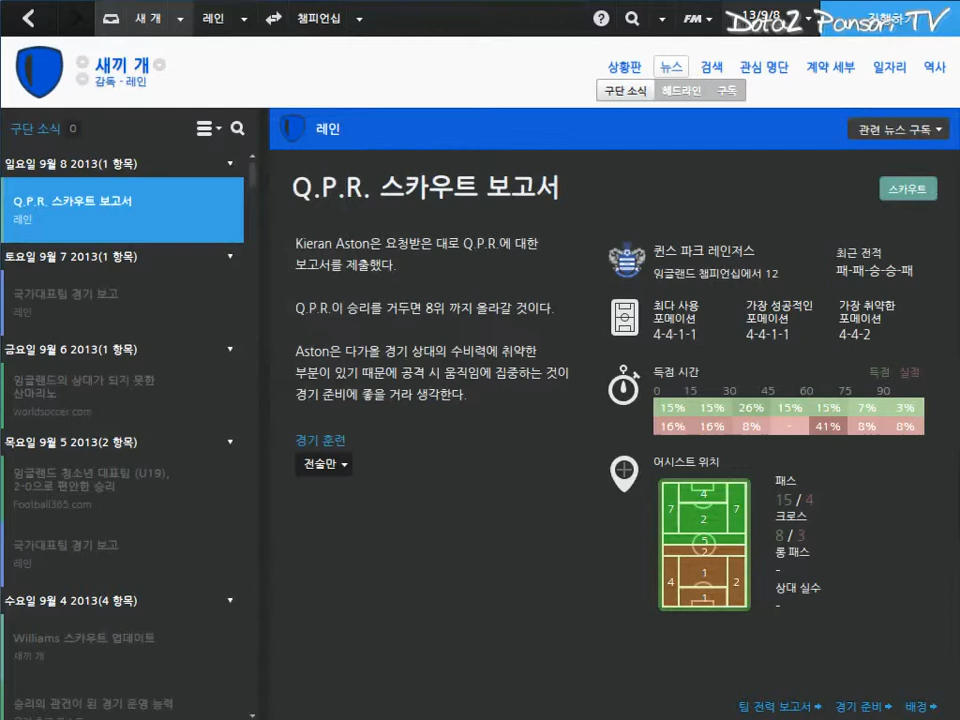 새 개 레인 챔피언십 ? FM 13/9/8
Dota2 Pansori TV
새끼 개
감독 - 레인
상황판 뉴스 검색 관심 명단 계약 세부 일자리 역사
구단 소식 헤드라인 구독
구단 소식 0
레인
관련 뉴스 구독
일요일 9월 8 2013(1 항목)
Q.P.R. 스카우트 보고서
레인
토요일 9월 7 2013(1 항목)
국가대표팀 경기 보고
레인
금요일 9월 6 2013(1 항목)
잉글랜드의 상대가 되지 못한
산마리노
worldsoccer.com
목요일 9월 5 2013(2 항목)
잉글랜드 청소년 대표팀 (U19),
2-0으로 편안한 승리
Football365.com
국가대표팀 경기 보고
레인
수요일 9월 4 2013(4 항목)
Williams 스카우트 업데이트
새끼 개
승리의 관건이 된 경기 운영 능력
Q.P.R. 스카우트 보고서
스카우트
Kieran Aston은 요청받은 대로 Q.P.R.에 대한
보고서를 제출했다.
Q.P.R.이 승리를 거두면 8위 까지 올라갈 것이다.
Aston은 다가올 경기 상대의 수비력에 취약한
부분이 있기 때문에 공격 시 움직임에 집중하는 것이
경기 준비에 좋을 거라 생각한다.
경기 훈련
전술만
퀸스 파크 레인저스
잉글랜드 챔피언십에서 12
최근 전적
패-패-승-승-패
최다 사용
포메이션
4-4-1-1
가장 성공적인
포메이션
4-4-1-1
가장 취약한
포메이션
4-4-2
득점 시간 득점 실점
0 15 30 45 60 75 90
15% 15% 26% 15% 15% 7% 3%
16% 16% 8% - 41% 8% 8%
어시스트 위치
4
7 7
2
5
2
1
4 2
1
패스
15 / 4
크로스
8 / 3
롱 패스
-
상대 실수
-
팀 전력 보고서 경기 준비 배정